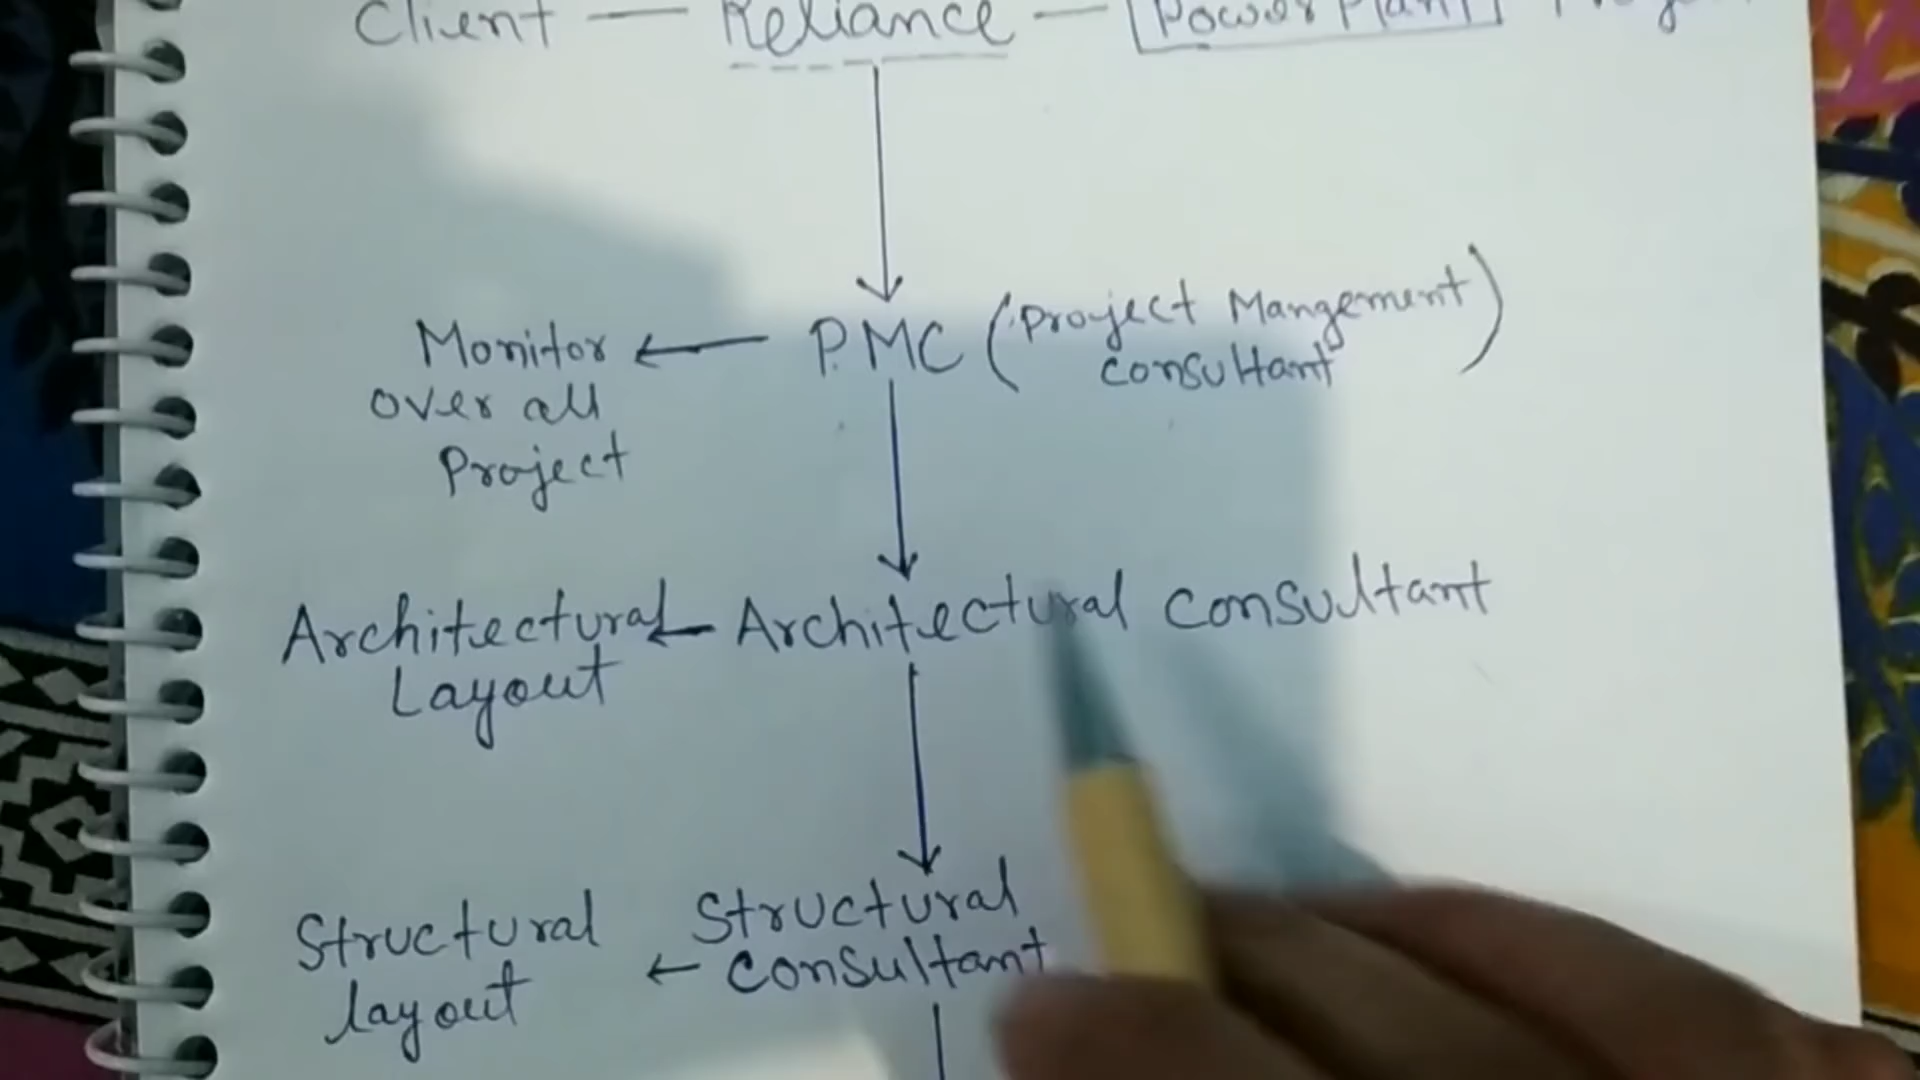 Client — Reliance — Power Plant
P.MC (Project Mangement
consultant)
Monitor
over all
Project
Architectural consultant
Architectural
Layout
Structural
consultant
Structural
layout